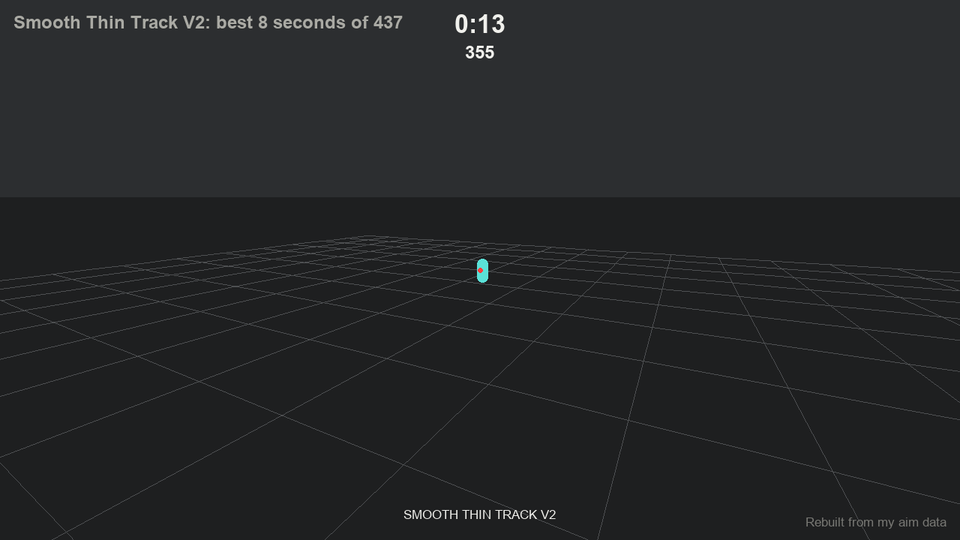 Smooth Thin Track V2: best 8 seconds of 437
0:13
355
SMOOTH THIN TRACK V2
Rebuilt from my aim data